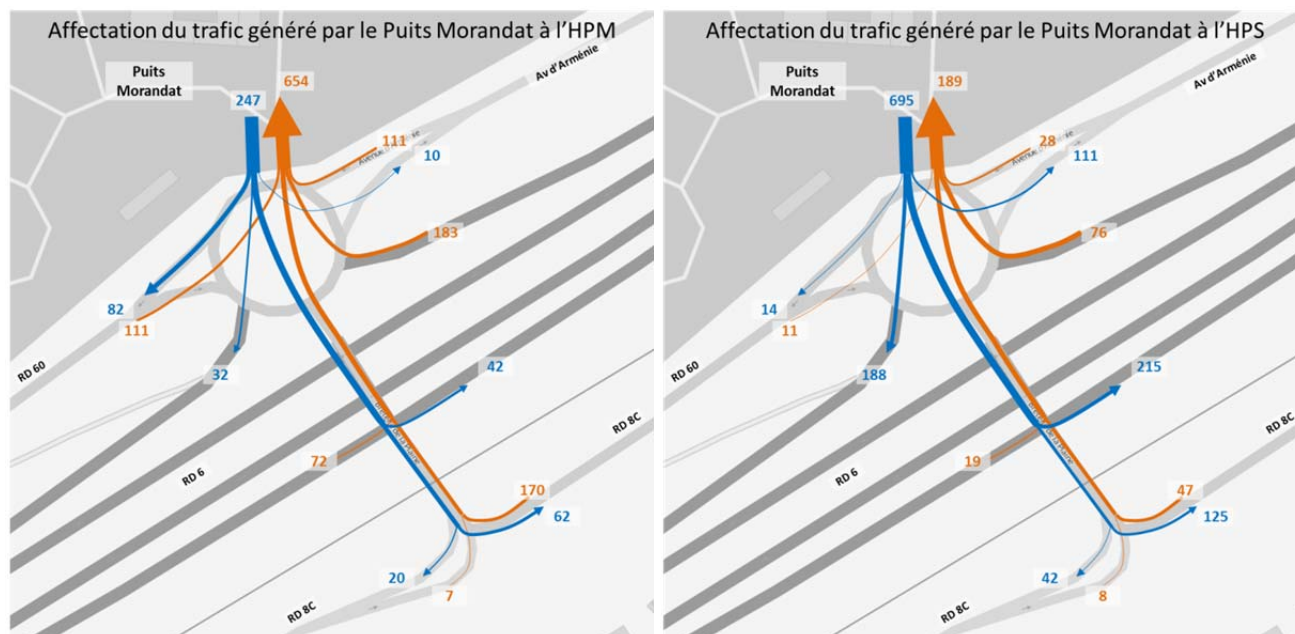 Affectation du trafic généré par le Puits Morandat à l'HPM
Puits
Morandat
247
654
111
10
Av d'Arménie
183
82
111
RD 60
32
42
72
RD 6
RD 8C
170
62
20
7
RD 8C
Affectation du trafic généré par le Puits Morandat à l'HPS
Puits
Morandat
695
189
28
111
Av d'Arménie
76
14
11
RD 60
188
215
19
RD 6
RD 8C
47
125
42
8
RD 8C